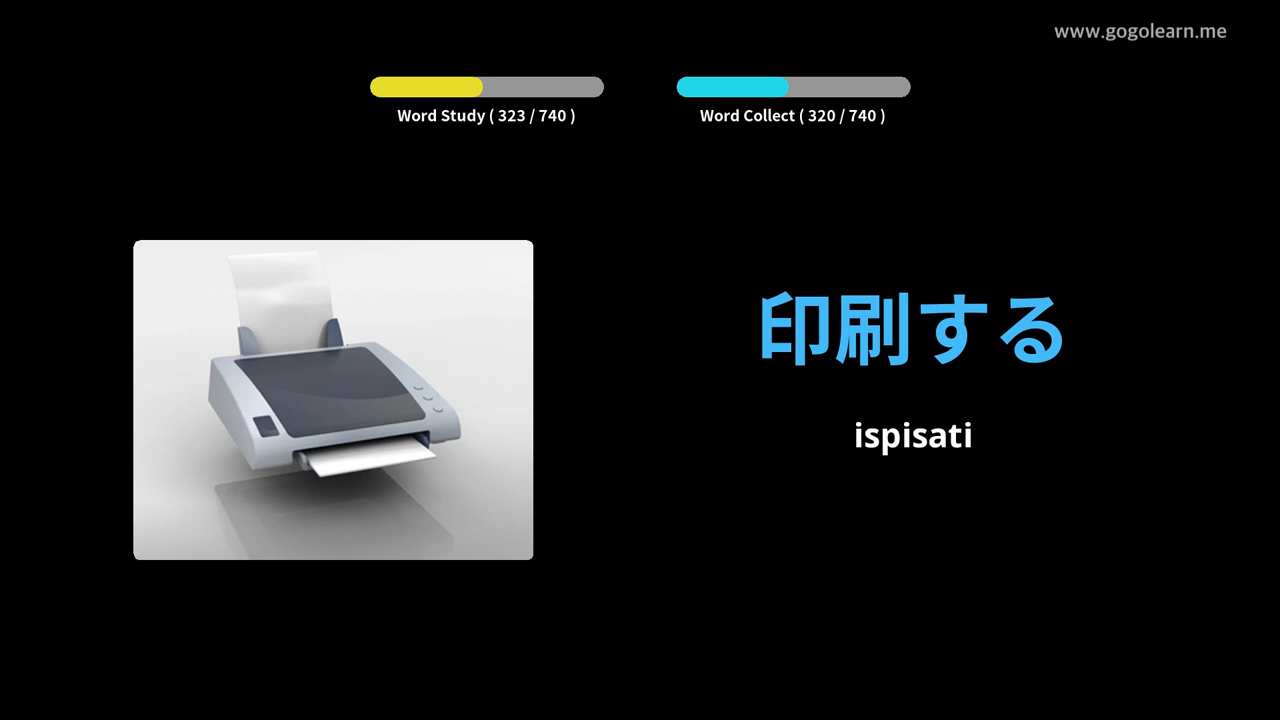 www.gogolearn.me
Word Study ( 323 / 740 )
Word Collect ( 320 / 740 )
印刷する
ispisati